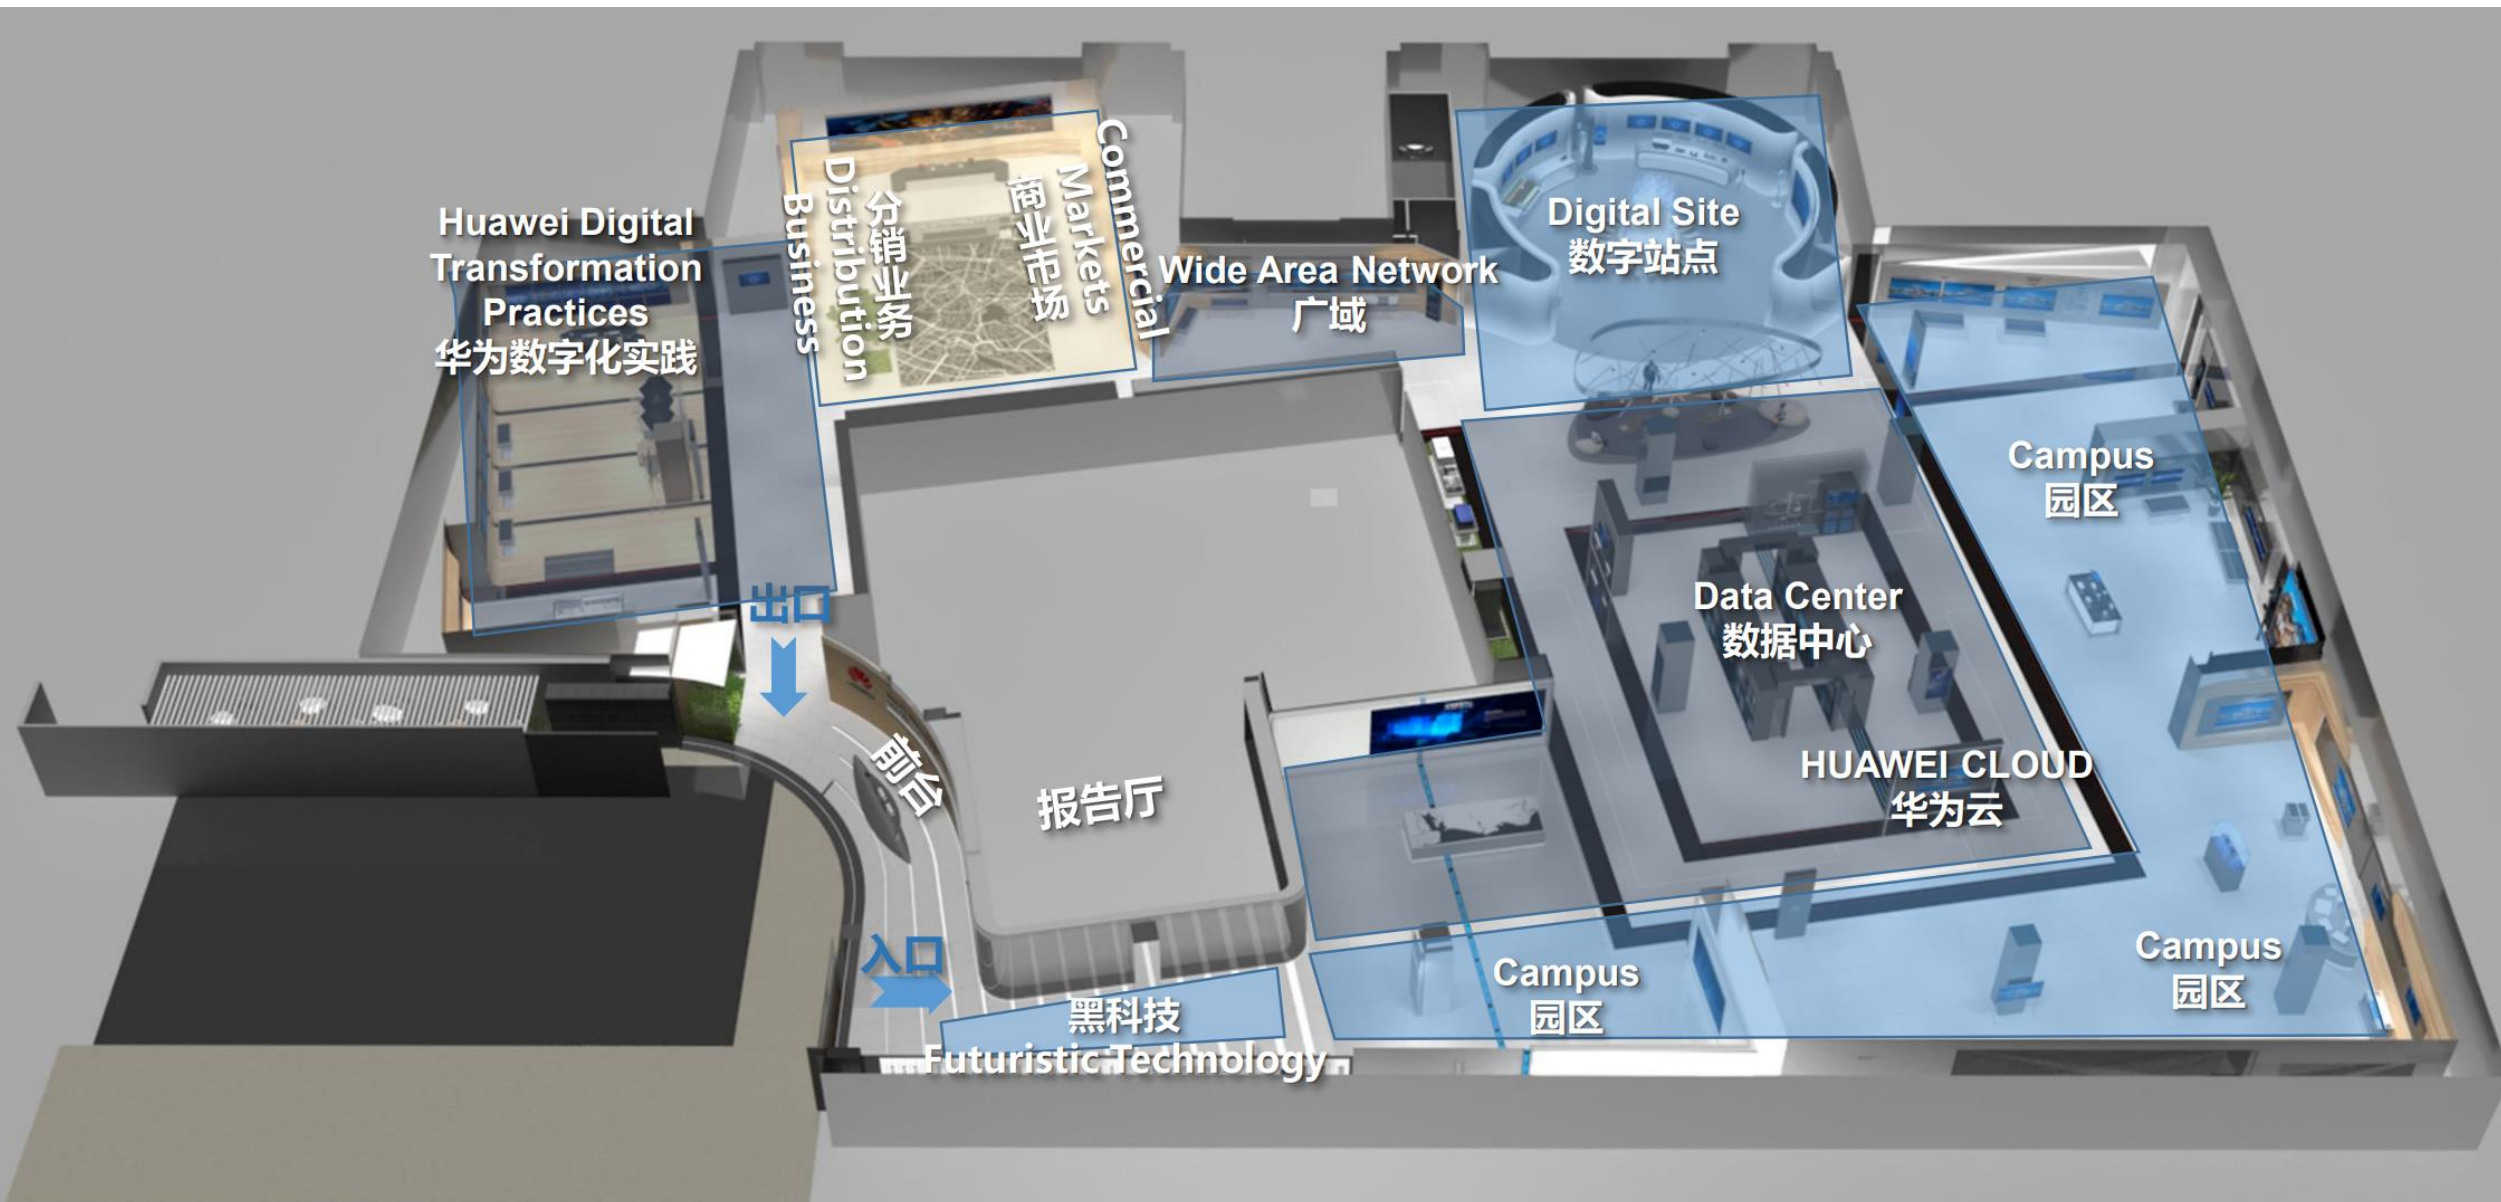 Huawei Digital
Transformation
Practices
华为数字化实践
Distribution
Business
分销业务
商业市场
Commercial
Markets
Wide Area Network
广域
Digital Site
数字站点
Campus
园区
Data Center
数据中心
HUAWEI CLOUD
华为云
出口
前台
报告厅
入口
黑科技
Futuristic Technology
Campus
园区
Campus
园区